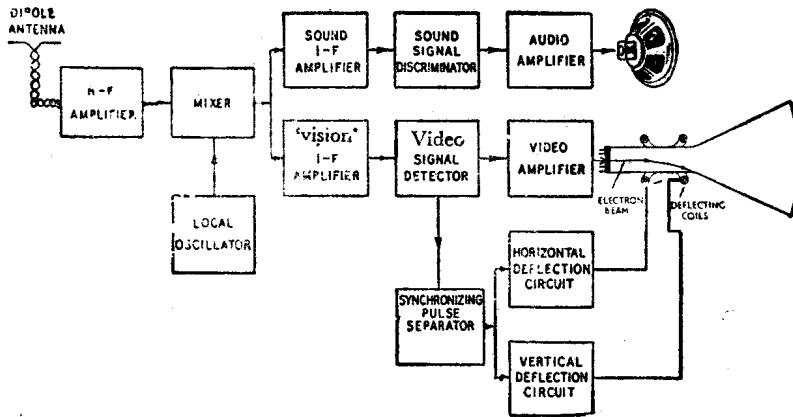 DIPOLE
ANTENNA
R-F
AMPLIFIER
MIXER
LOCAL
OSCILLATOR
SOUND
I-F
AMPLIFIER
SOUND
SIGNAL
DISCRIMINATOR
AUDIO
AMPLIFIER
'vision'
I-F
AMPLIFIER
Video
SIGNAL
DETECTOR
VIDEO
AMPLIFIER
ELECTRON
BEAM
DEFLECTING
COILS
SYNCHRONIZING
PULSE
SEPARATOR
HORIZONTAL
DEFLECTION
CIRCUIT
VERTICAL
DEFLECTION
CIRCUIT